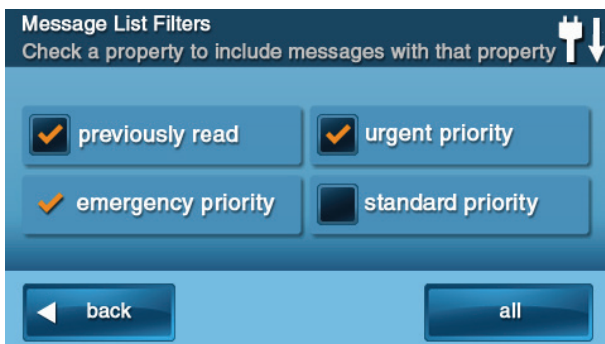 Message List Filters
Check a property to include messages with that property
previously read
urgent priority
emergency priority
standard priority
back
all